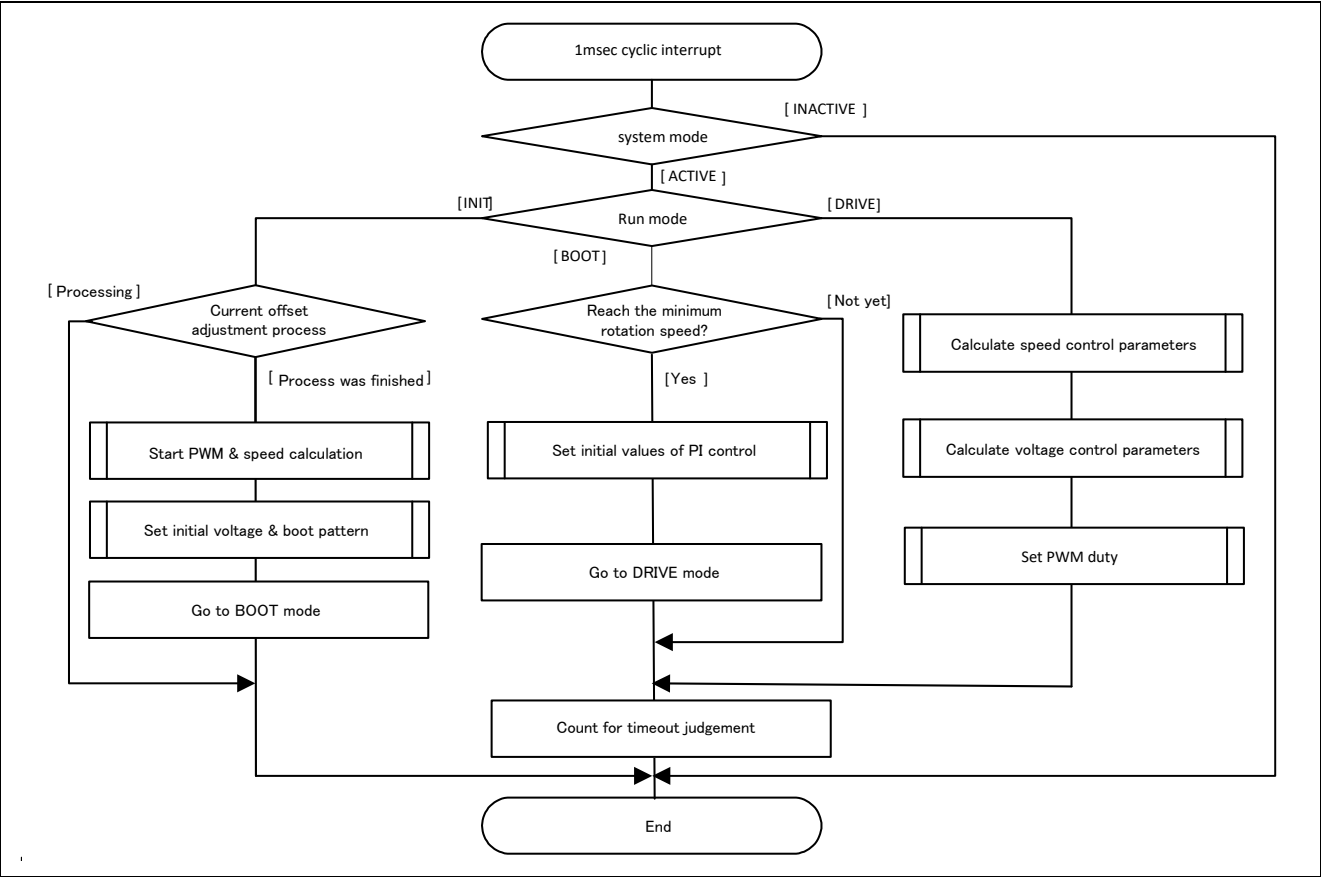 1msec cyclic interrupt
[ INACTIVE ]
system mode
[ ACTIVE ]
[INIT]
Run mode
[DRIVE]
[BOOT]
[ Processing ]
Current offset
adjustment process
Reach the minimum
rotation speed?
[Not yet]
Calculate speed control parameters
[ Process was finished ]
[Yes ]
Start PWM & speed calculation
Set initial values of PI control
Calculate voltage control parameters
Set initial voltage & boot pattern
Go to DRIVE mode
Set PWM duty
Go to BOOT mode
Count for timeout judgement
End